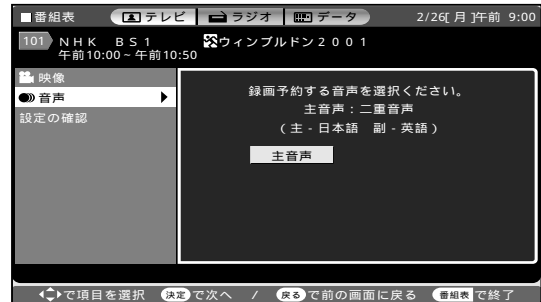 ■番組表 テレビ ラジオ データ 2/26[月]午前 9:00
101 NHK BS1 ウィンブルドン2001
午前10:00~午前10:50
映像
音声
設定の確認
録画予約する音声を選択ください。
主音声:二重音声
(主-日本語 副-英語)
主音声
で項目を選択 決定で次へ / 戻るで前の画面に戻る 番組表で終了